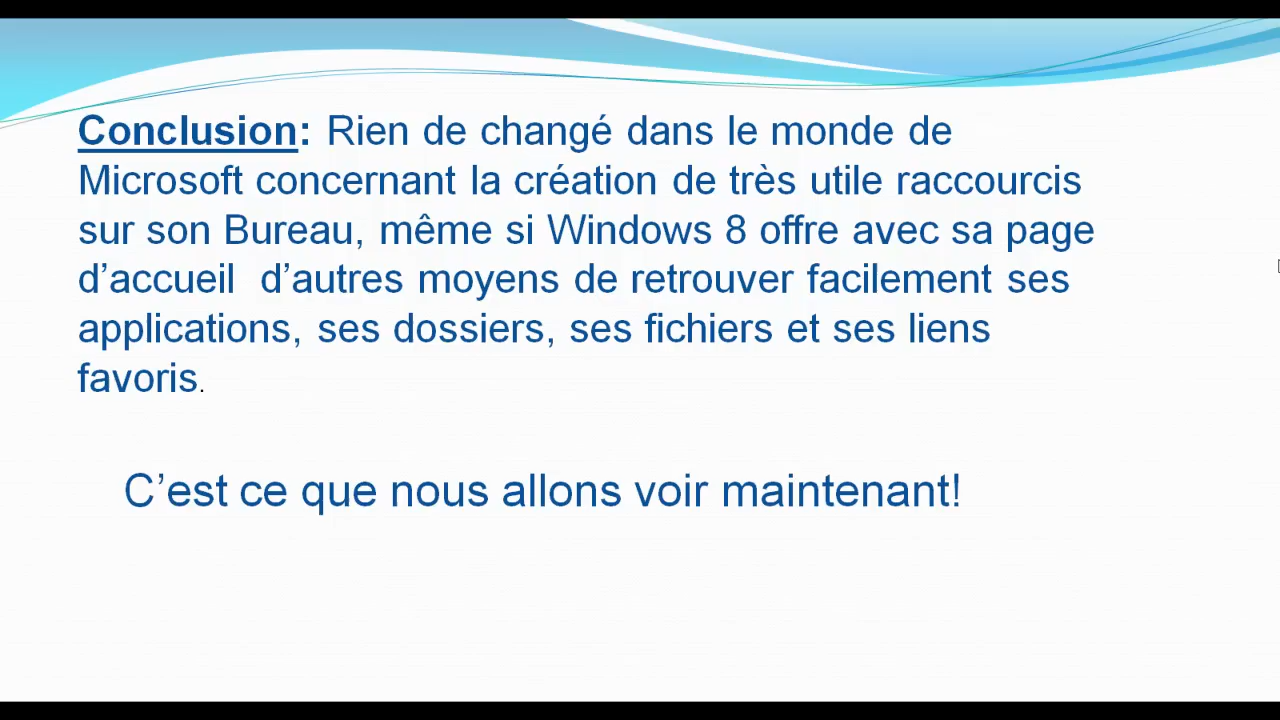 Conclusion: Rien de changé dans le monde de
Microsoft concernant la création de très utile raccourcis
sur son Bureau, même si Windows 8 offre avec sa page
d’accueil  d’autres moyens de retrouver facilement ses
applications, ses dossiers, ses fichiers et ses liens
favoris.
C’est ce que nous allons voir maintenant!